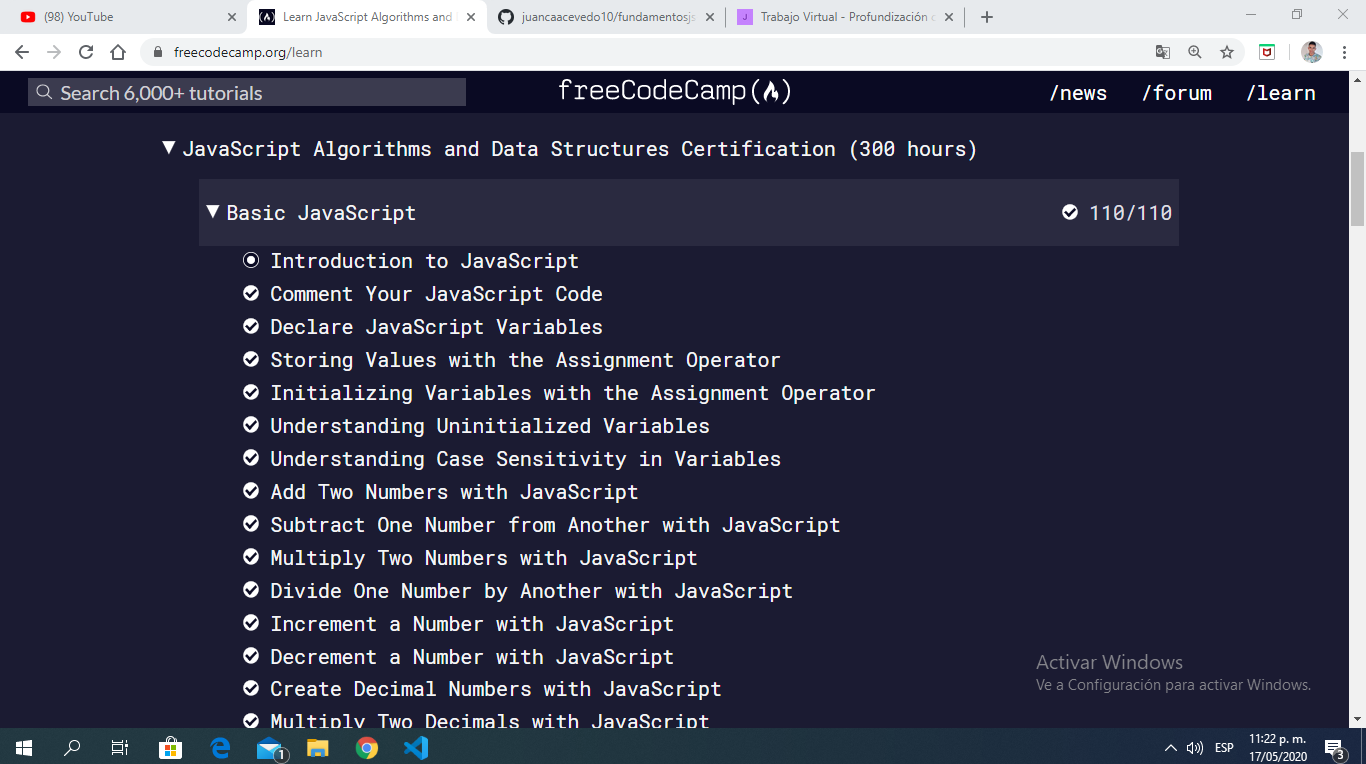 (98) YouTube
Learn JavaScript Algorithms and
juancaacevedo10/fundamentosjs
Trabajo Virtual - Profundización
freecodecamp.org/learn
Search 6,000+ tutorials
freeCodeCamp
/news
/forum
/learn
JavaScript Algorithms and Data Structures Certification (300 hours)
Basic JavaScript
110/110
Introduction to JavaScript
Comment Your JavaScript Code
Declare JavaScript Variables
Storing Values with the Assignment Operator
Initializing Variables with the Assignment Operator
Understanding Uninitialized Variables
Understanding Case Sensitivity in Variables
Add Two Numbers with JavaScript
Subtract One Number from Another with JavaScript
Multiply Two Numbers with JavaScript
Divide One Number by Another with JavaScript
Increment a Number with JavaScript
Decrement a Number with JavaScript
Create Decimal Numbers with JavaScript
Multiply Two Decimals with JavaScript
Activar Windows
Ve a Configuración para activar Windows.
1
ESP
11:22 p. m.
17/05/2020
3